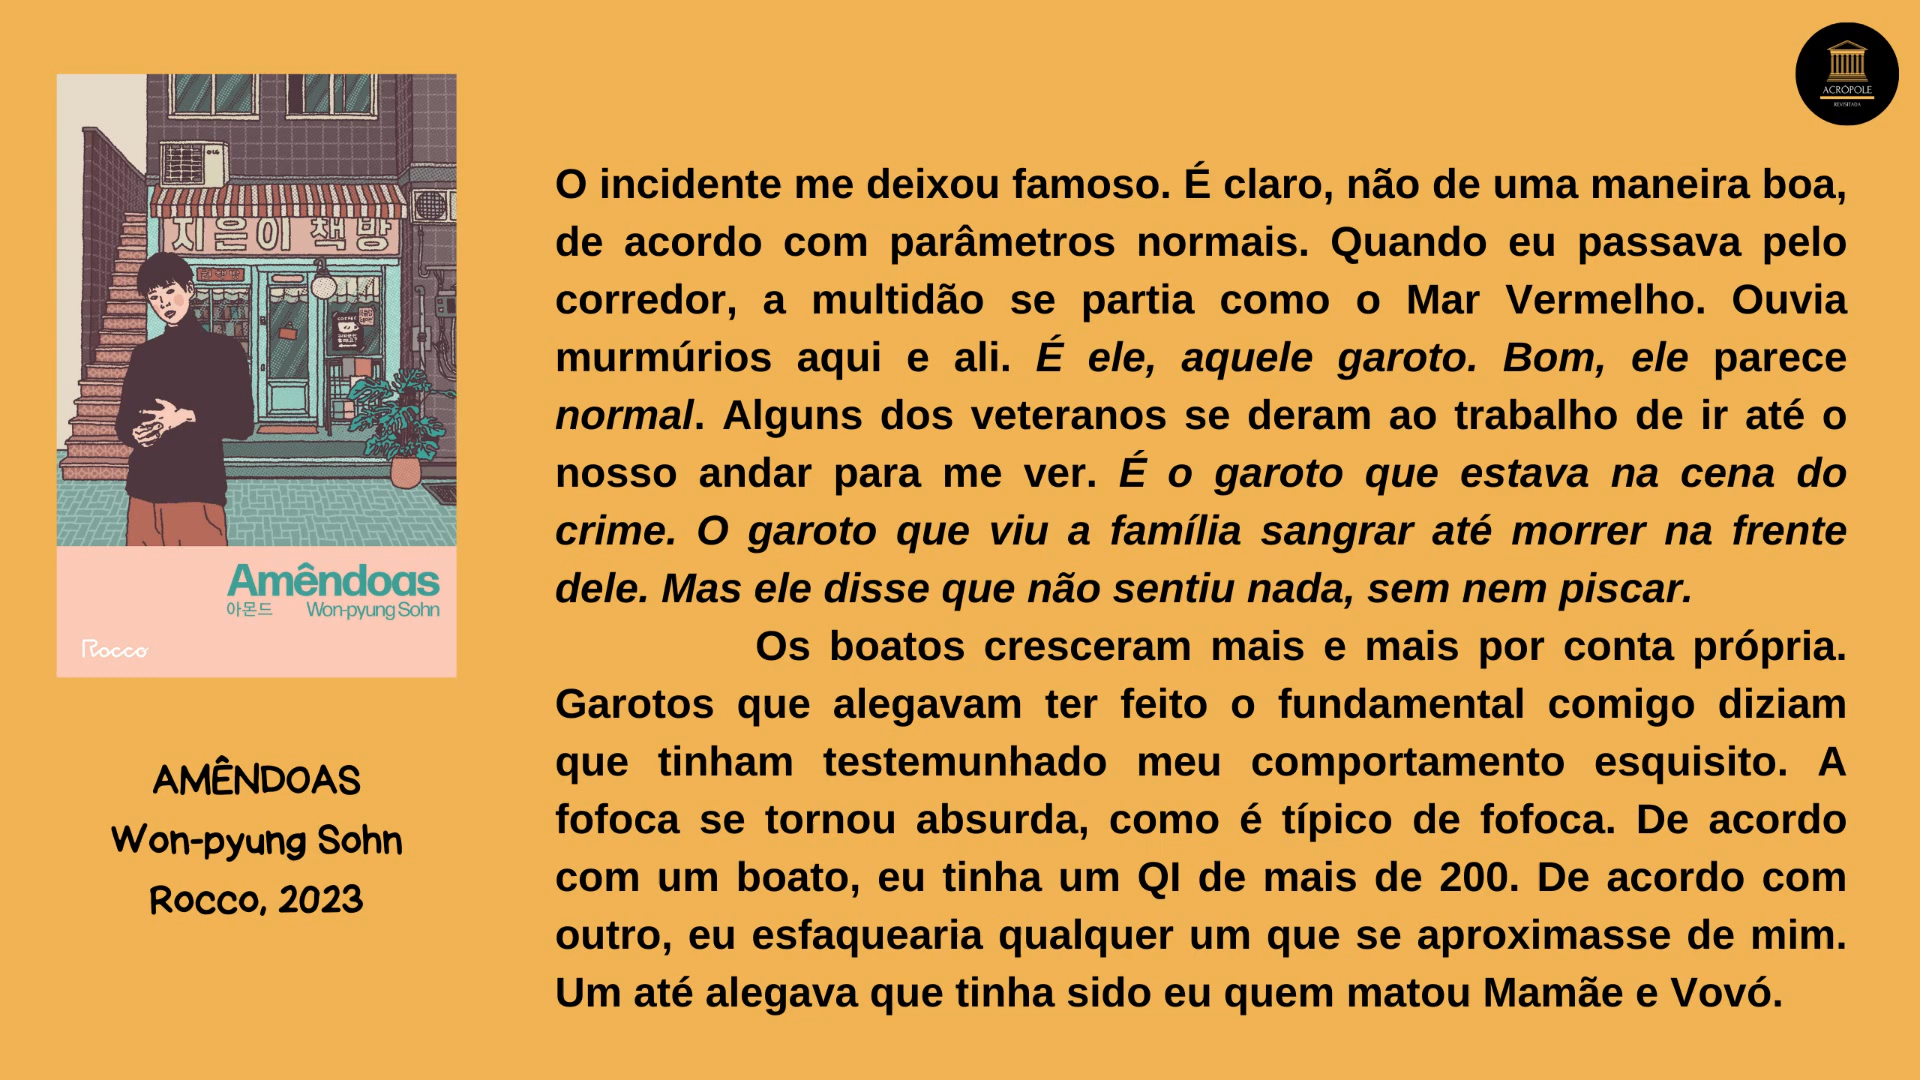 ACRÓPOLE
REVISITADA
지은이 책방
Amêndoas
아몬드 Won-pyung Sohn
Rocco
AMÊNDOAS
Won-pyung Sohn
Rocco, 2023
O incidente me deixou famoso. É claro, não de uma maneira boa,
de acordo com parâmetros normais. Quando eu passava pelo
corredor, a multidão se partia como o Mar Vermelho. Ouvia
murmúrios aqui e ali. É ele, aquele garoto. Bom, ele parece
normal. Alguns dos veteranos se deram ao trabalho de ir até o
nosso andar para me ver. É o garoto que estava na cena do
crime. O garoto que viu a família sangrar até morrer na frente
dele. Mas ele disse que não sentiu nada, sem nem piscar.
Os boatos cresceram mais e mais por conta própria.
Garotos que alegavam ter feito o fundamental comigo diziam
que tinham testemunhado meu comportamento esquisito. A
fofoca se tornou absurda, como é típico de fofoca. De acordo
com um boato, eu tinha um QI de mais de 200. De acordo com
outro, eu esfaquearia qualquer um que se aproximasse de mim.
Um até alegava que tinha sido eu quem matou Mamãe e Vovó.